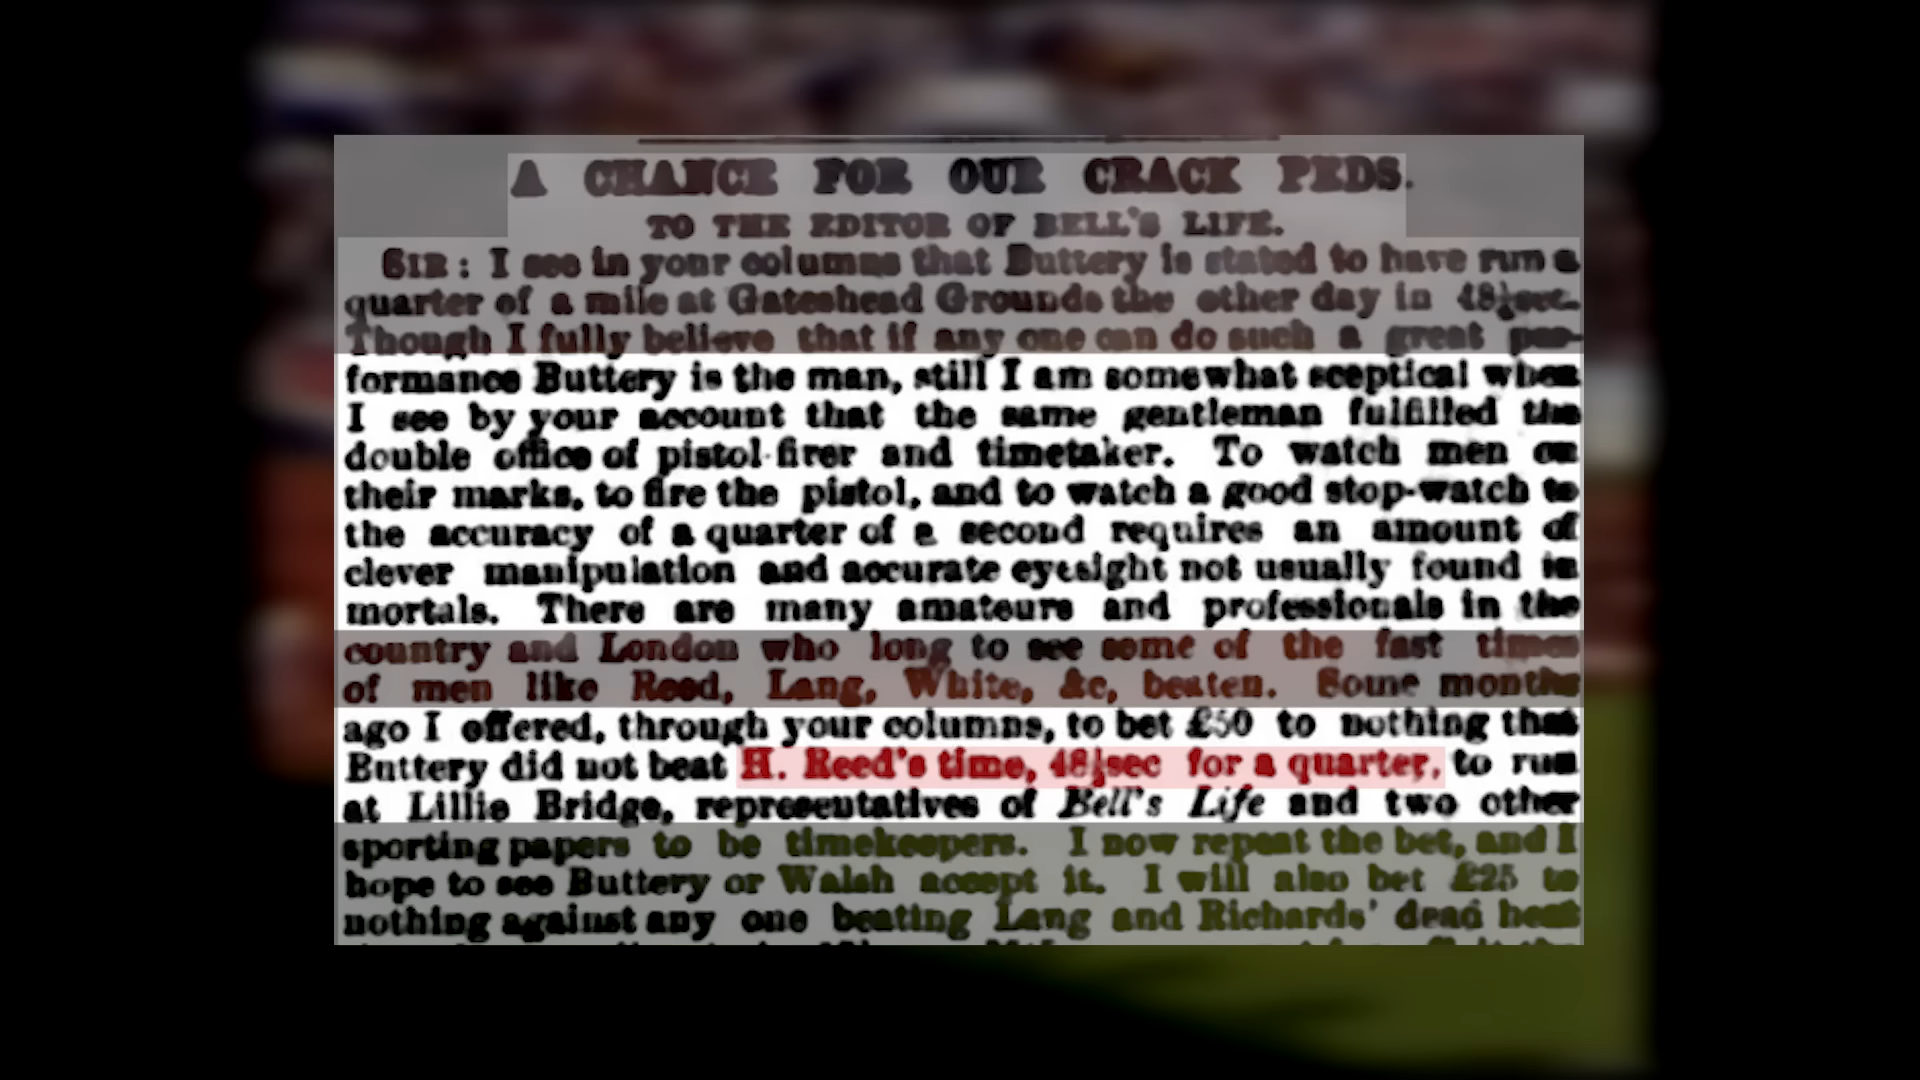 A CHANCE FOR OUR CRACK PEDS.
TO THE EDITOR OF BELL'S LIFE.
SIR: I see in your columns that Buttery is stated to have run a
quarter of a mile at Gateshead Grounds the other day in
Though I fully believe that if any one can do such a great per-
formance Buttery is the man, still I am somewhat sceptical when
I see by your account that the same gentleman fulfilled the
double office of pistol-firer and timetaker. To watch men on
their marks, to fire the pistol, and to watch a good stop-watch to
the accuracy of a quarter of a second requires an amount of
clever manipulation and accurate eyesight not usually found in
mortals. There are many amateurs and professionals in the
country and London who long to see some of the fast times
of men like Reed, Lang, White, &c, beaten. Some months
ago I offered, through your columns, to bet £50 to nothing that
Buttery did not beat H. Reed's time, for a quarter, to run
at Lillie Bridge, representatives of Bell's Life and two other
sporting papers to be timekeepers. I now repeat the bet, and I
hope to see Buttery or Walsh accept it. I will also bet £25 to
nothing against any one beating Lang and Richards' dead heat